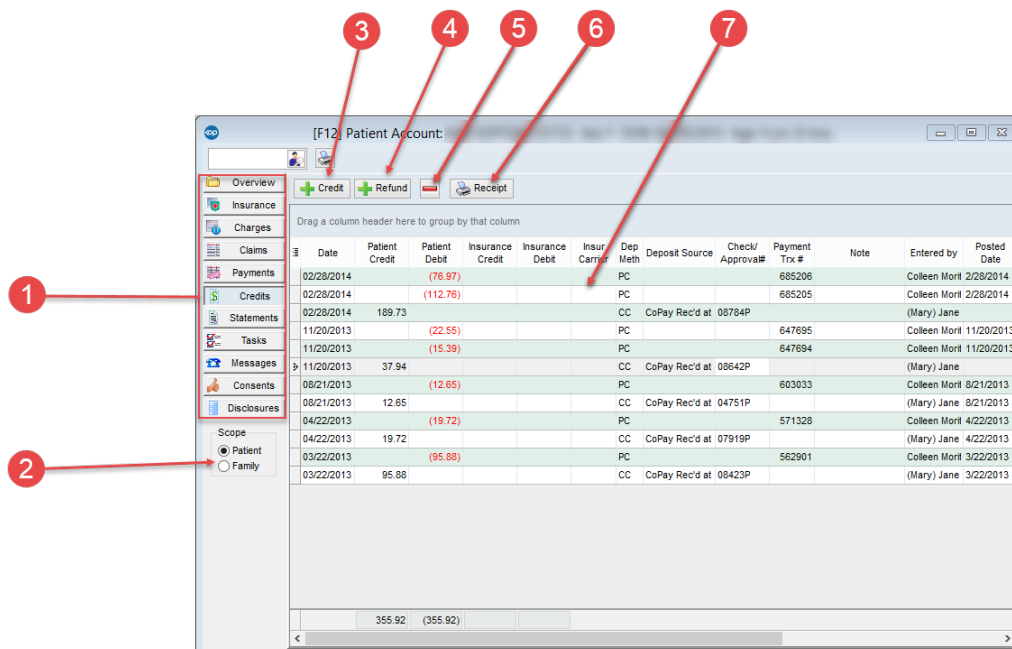 3 4 5 6 7
[F12] Patient Account:
Overview
Credit Refund Receipt
Insurance
Drag a column header here to group by that column
Charges
Claims
Date Patient Credit Patient Debit Insurance Credit Insurance Debit Insur Carrier Dep Meth Deposit Source Check/ Approval# Payment Trx # Note Entered by Posted Date
Payments
02/28/2014 (76.97) PC 685206 Colleen Morit 2/28/2014
1
Credits
02/28/2014 (112.76) PC 685205 Colleen Morit 2/28/2014
Statements
02/28/2014 189.73 CC CoPay Rec'd at 08784P (Mary) Jane
Tasks
11/20/2013 (22.55) PC 647695 Colleen Morit 11/20/2013
11/20/2013 (15.39) PC 647694 Colleen Morit 11/20/2013
Messages
11/20/2013 37.94 CC CoPay Rec'd at 08642P (Mary) Jane
Consents
08/21/2013 (12.65) PC 603033 Colleen Morit 8/21/2013
Disclosures
08/21/2013 12.65 CC CoPay Rec'd at 04751P (Mary) Jane 8/21/2013
04/22/2013 (19.72) PC 571328 Colleen Morit 4/22/2013
Scope
04/22/2013 19.72 CC CoPay Rec'd at 07919P (Mary) Jane 4/22/2013
Patient
03/22/2013 (95.88) PC 562901 Colleen Morit 3/22/2013
2
Family
03/22/2013 95.88 CC CoPay Rec'd at 08423P (Mary) Jane 3/22/2013
355.92 (355.92)